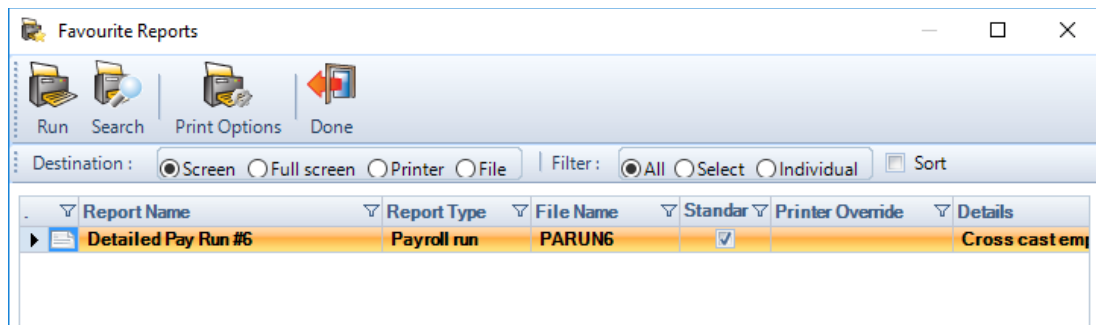 Favourite Reports
Run Search Print Options Done
Destination : Screen Full screen Printer File Filter : All Select Individual Sort
. Report Name Report Type File Name Standar Printer Override Details
Detailed Pay Run #6 Payroll run PARUN6 Cross cast emp